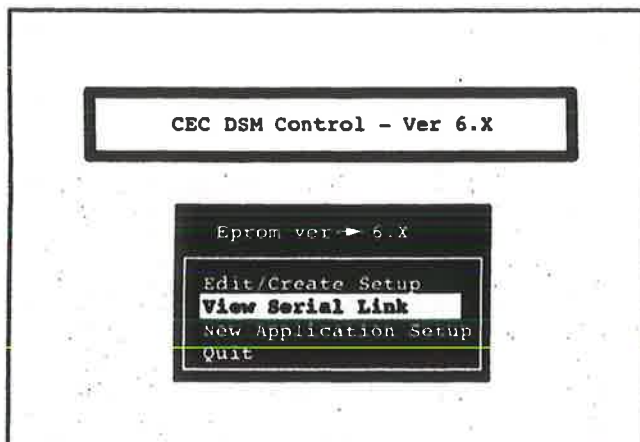 CEC DSM Control - Ver 6.X
Eprom ver→ 6.X
Edit/Create Setup
View Serial Link
New Application Setup
Quit